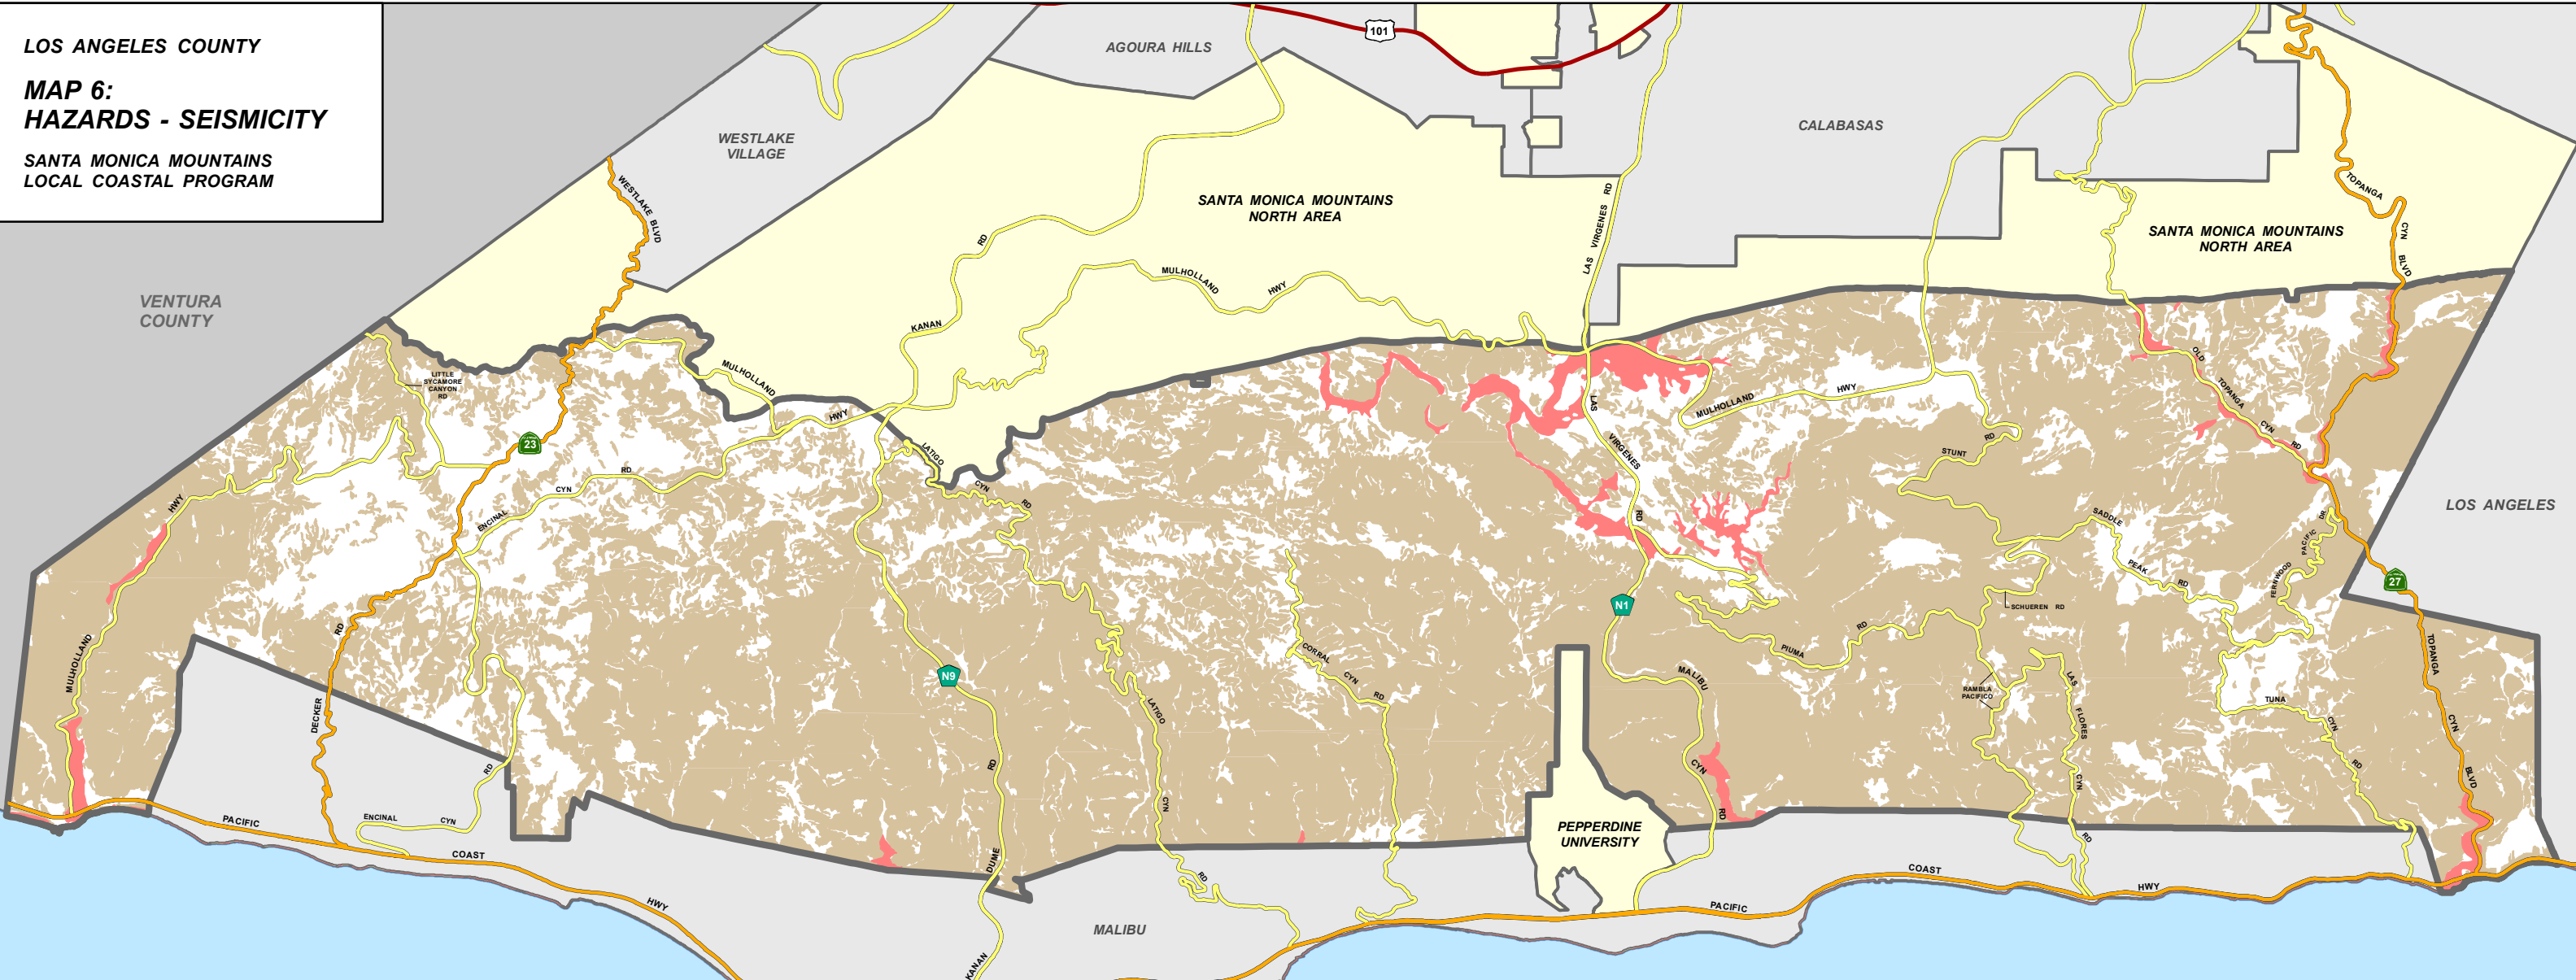 LOS ANGELES COUNTY
MAP 6:
HAZARDS - SEISMICITY
SANTA MONICA MOUNTAINS
LOCAL COASTAL PROGRAM
101
AGOURA HILLS
WESTLAKE
VILLAGE
CALABASAS
SANTA MONICA MOUNTAINS
NORTH AREA
SANTA MONICA MOUNTAINS
NORTH AREA
VENTURA
COUNTY
LOS ANGELES
WESTLAKE BLVD
KANAN
RD
MULHOLLAND
HWY
LAS
VIRGENES
RD
TOPANGA
CYN
BLVD
LITTLE
SYCAMORE
CANYON
RD
23
MULHOLLAND
HWY
ENCINAL
CYN
RD
LATIGO
CYN
RD
LAS
VIRGENES
RD
MULHOLLAND
HWY
STUNT
RD
OLD
TOPANGA
CYN
RD
HWY
MULHOLLAND
RD
DECKER
N9
N1
27
CORRAL
CYN
RD
LATIGO
CYN
RD
PIUMA
RD
SCHUEREN RD
SADDLE
PEAK
RD
FERNWOOD
PACIFIC
DR
RAMBLA
PACIFICO
LAS
FLORES
CYN
RD
TUNA
CYN
RD
TOPANGA
CYN
BLVD
MALIBU
CYN
RD
RD
ENCINAL
CYN
RD
DUME
KANAN
PEPPERDINE
UNIVERSITY
PACIFIC
COAST
HWY
MALIBU
PACIFIC
COAST
HWY